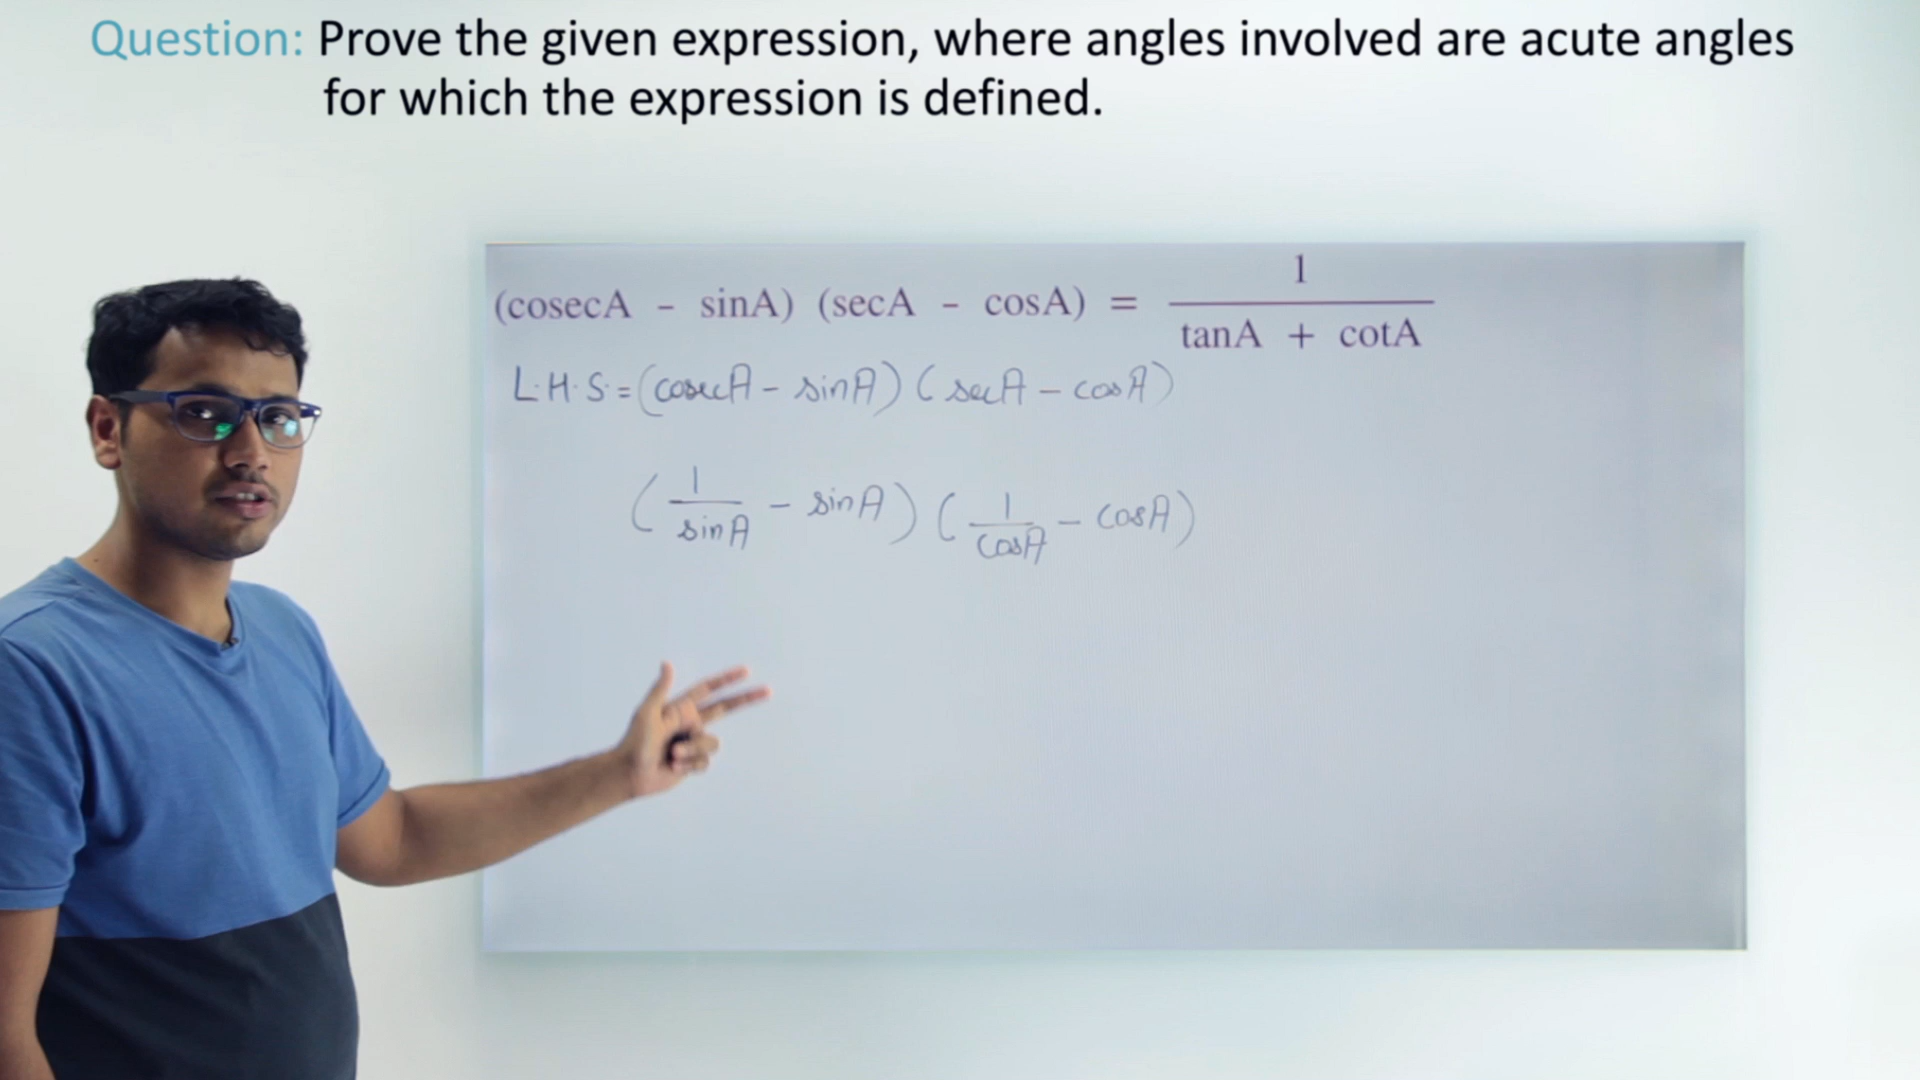 Question: Prove the given expression, where angles involved are acute angles
for which the expression is defined.
(cosecA - sinA) (secA - cosA) = 1 / (tanA + cotA)
L.H.S. = (cosecA - sinA) (secA - cosA)
(1/sinA - sinA) (1/cosA - cosA)